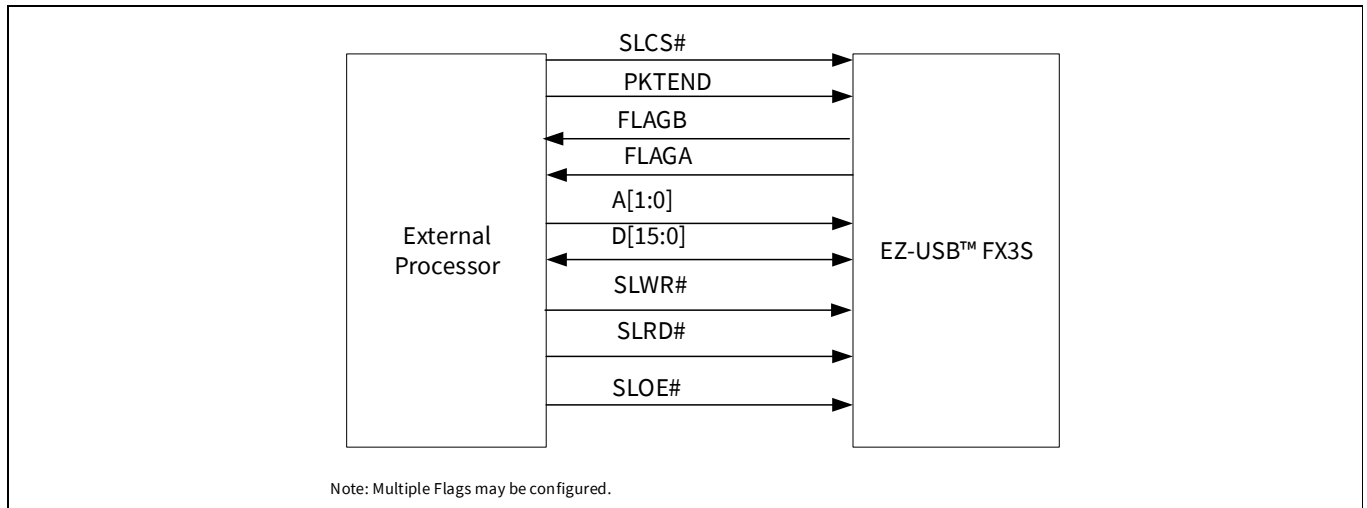 SLCS#
PKTEND
FLAGB
FLAGA
A[1:0]
D[15:0]
External
Processor
EZ-USB™ FX3S
SLWR#
SLRD#
SLOE#
Note: Multiple Flags may be configured.